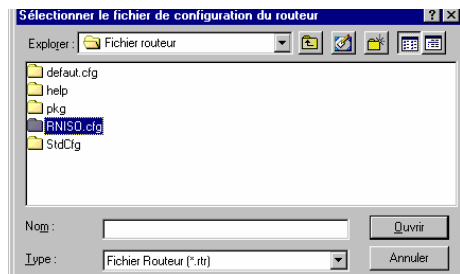 Sélectionner le fichier de configuration du routeur
Explorer : Fichier routeur
defaut.cfg
help
pkg
RNISO.cfg
StdCfg
Nom :
Ouvrir
Type : Fichier Routeur (*.rtr)
Annuler